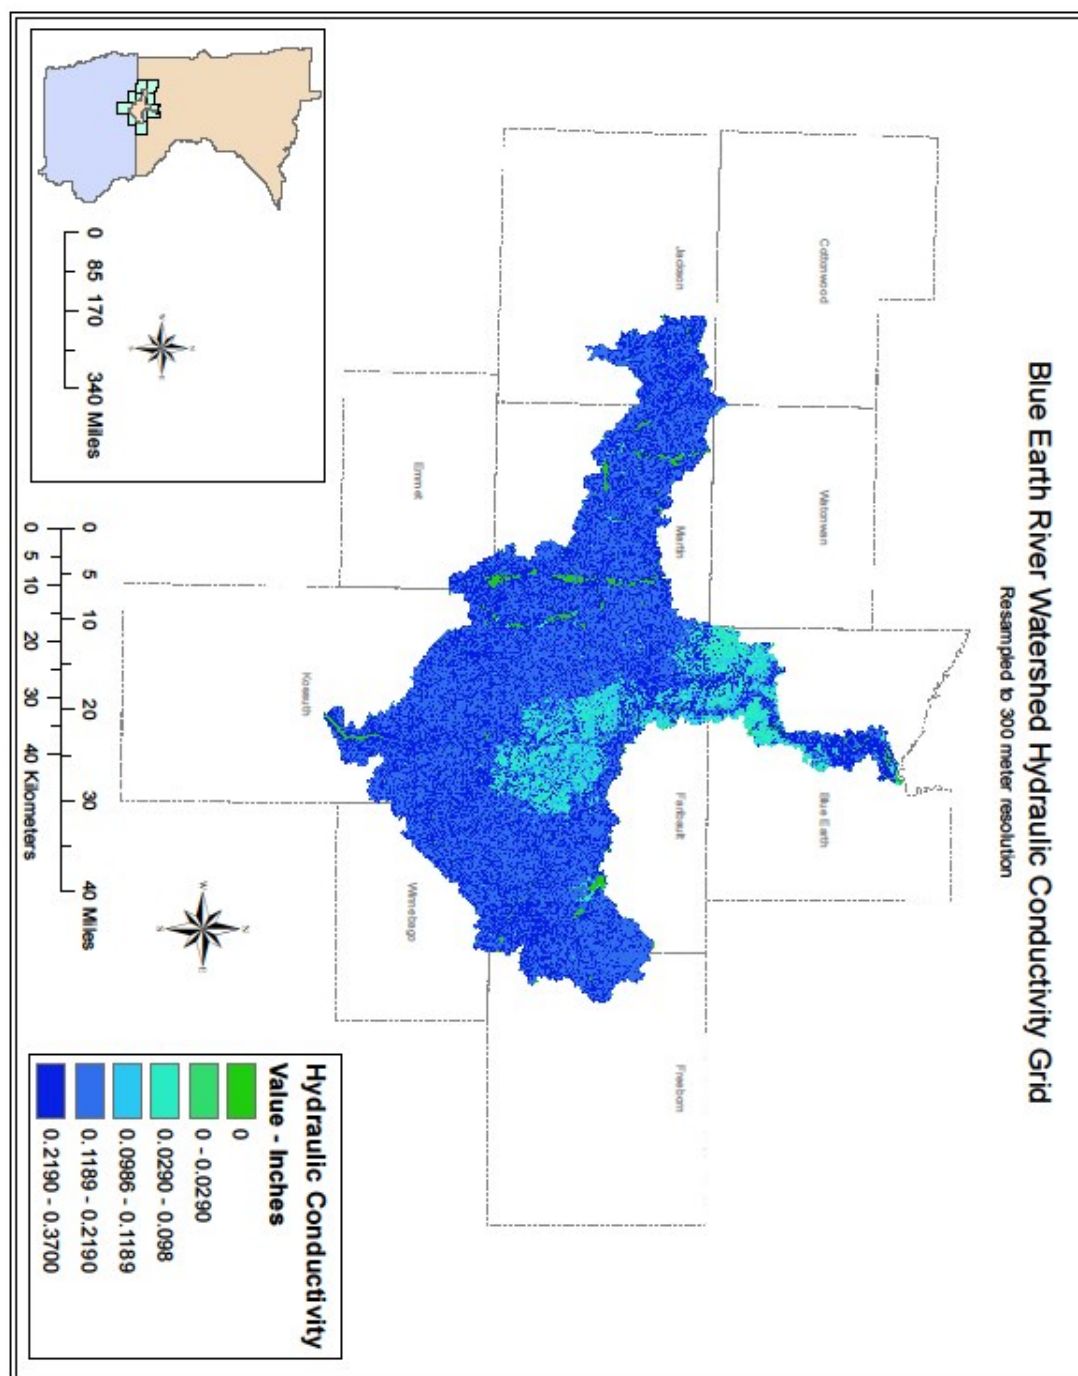 Blue Earth River Watershed Hydraulic Conductivity Grid
Resampled to 300 meter resolution
Cottonwood
Watonwan
Blue Earth
Jackson
Martin
Faribault
Freeborn
Emmet
Kossuth
Winnebago
0 85 170 340 Miles
0 5 10 20 30 40 Miles
0 5 10 20 30 40 Kilometers
N
W E
S
Hydraulic Conductivity
Value - Inches
0
0 - 0.0290
0.0290 - 0.098
0.0986 - 0.1189
0.1189 - 0.2190
0.2190 - 0.3700